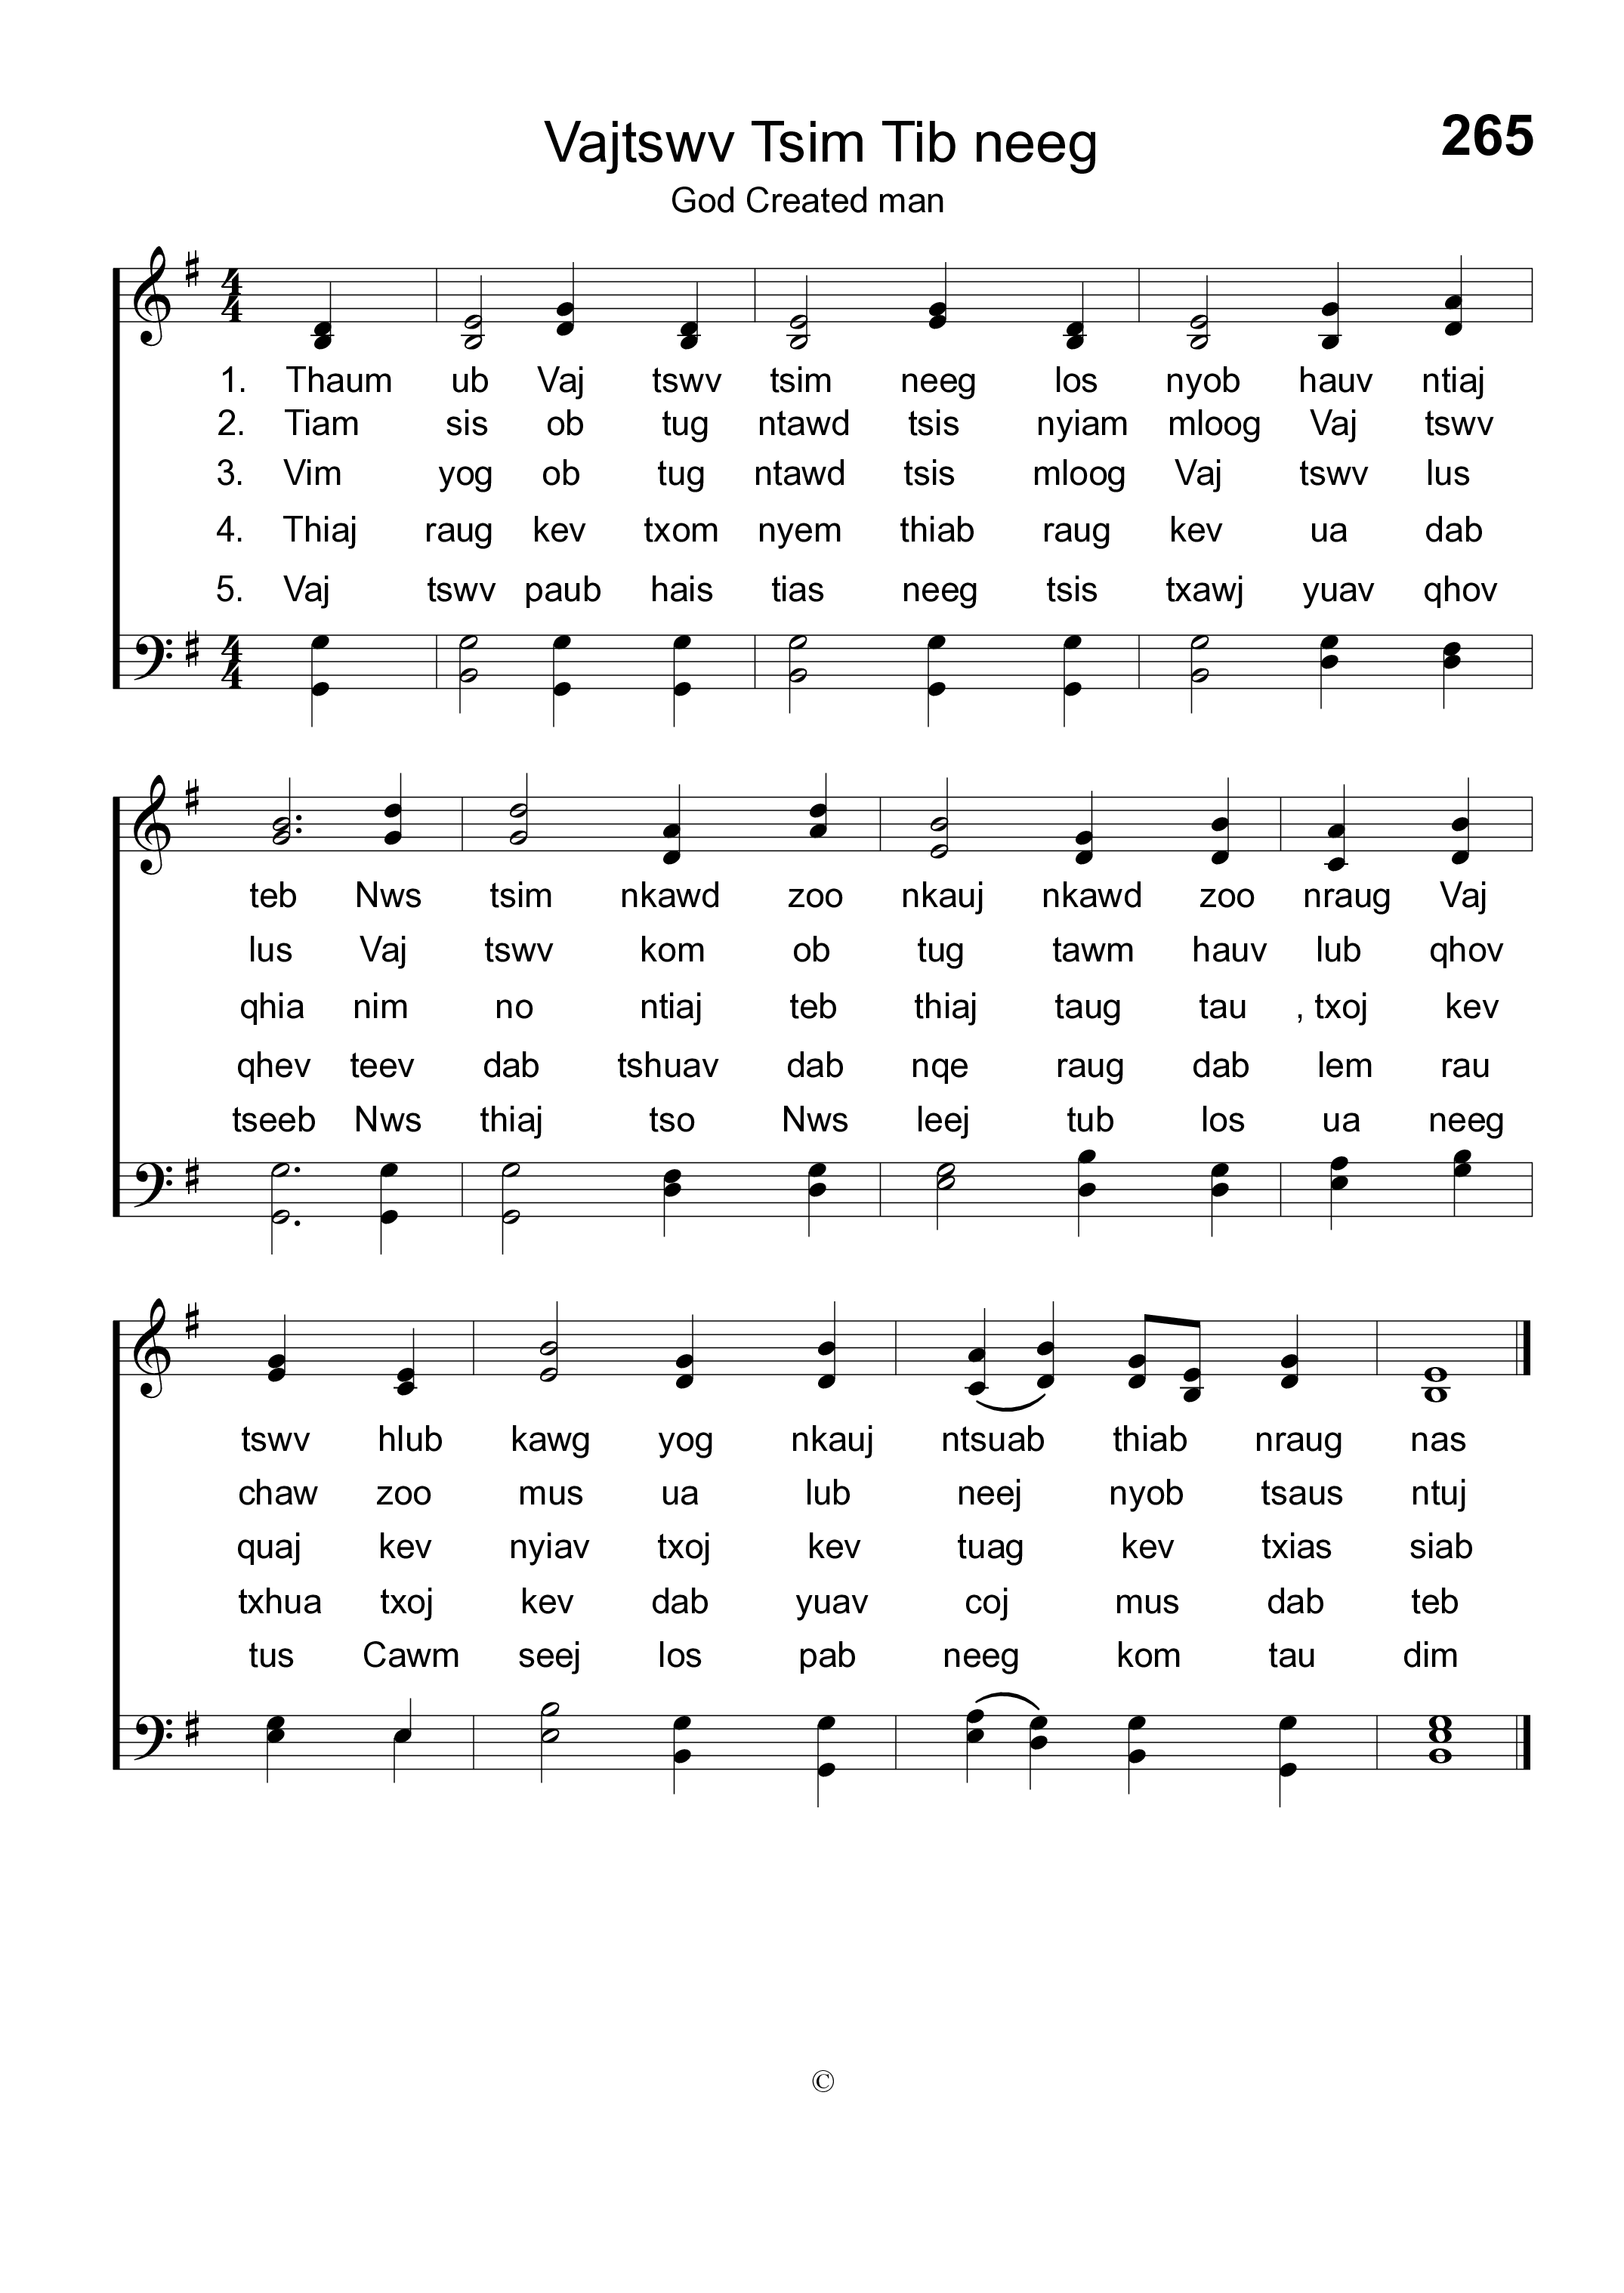 265
Vajtswv Tsim Tib neeg
God Created man
1. Thaum ub Vaj tswv tsim neeg los nyob hauv ntiaj
2. Tiam sis ob tug ntawd tsis nyiam mloog Vaj tswv
3. Vim yog ob tug ntawd tsis mloog Vaj tswv lus
4. Thiaj raug kev txom nyem thiab raug kev ua dab
5. Vaj tswv paub hais tias neeg tsis txawj yuav qhov
teb Nws tsim nkawd zoo nkauj nkawd zoo nraug Vaj
lus Vaj tswv kom ob tug tawm hauv lub qhov
qhia nim no ntiaj teb thiaj taug tau , txoj kev
qhev teev dab tshuav dab nqe raug dab lem rau
tseeb Nws thiaj tso Nws leej tub los ua neeg
tswv hlub kawg yog nkauj ntsuab thiab nraug nas
chaw zoo mus ua lub neej nyob tsaus ntuj
quaj kev nyiav txoj kev tuag kev txias siab
txhua txoj kev dab yuav coj mus dab teb
tus Cawm seej los pab neeg kom tau dim
©